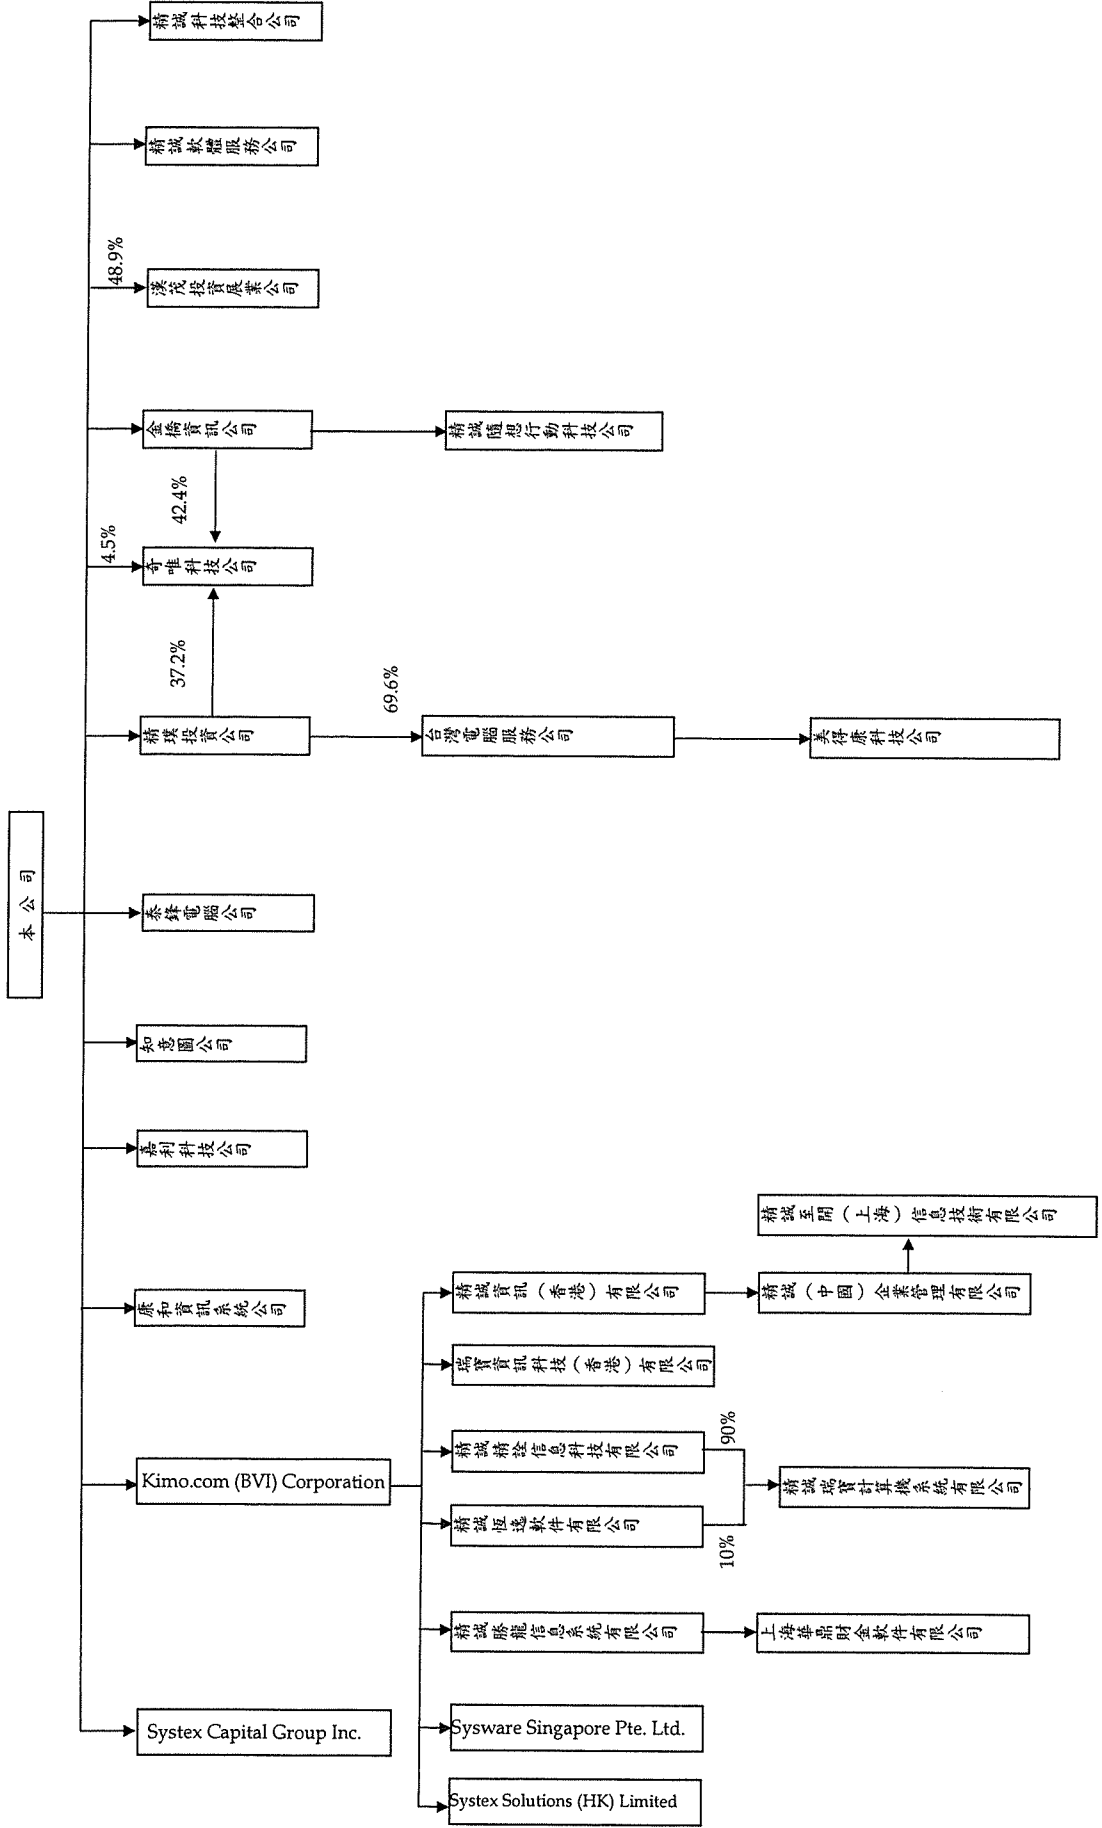 本公司
Systex Capital Group Inc.
Kimo.com (BVI) Corporation
康和資訊系統公司
嘉利科技公司
知意圖公司
泰鋒電腦公司
精璞投資公司
4.5%
奇唯科技公司
金橋資訊公司
48.9%
漢茂投資展業公司
精誠軟體服務公司
精誠科技整合公司
37.2%
42.4%
69.6%
Systex Solutions (HK) Limited
Sysware Singapore Pte. Ltd.
精誠勝龍信息系統有限公司
精誠恆逸軟件有限公司
精誠精詮信息科技有限公司
瑞寶資訊科技（香港）有限公司
精誠資訊（香港）有限公司
台灣電腦服務公司
精誠隨想行動科技公司
10%
90%
上海華鼎財金軟件有限公司
精誠瑞寶計算機系統有限公司
精誠（中國）企業管理有限公司
精誠至開（上海）信息技術有限公司
美得康科技公司